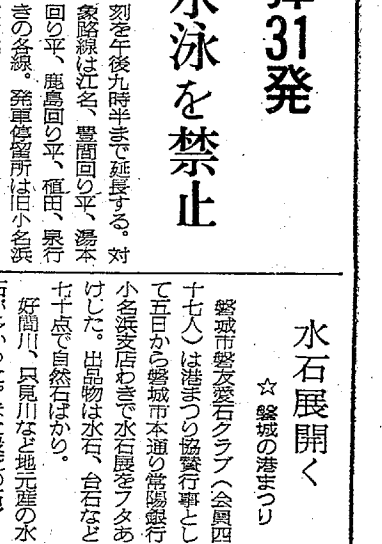 弾31発
水泳を禁止
刻を午後九時半まで延長する。対
象路線は江名、豊間回り平、湯本
回り平、鹿島回り平、植田、泉行
きの各線。発車停留所は旧小名浜
水石展開く
☆ 磐城の港まつり
磐城市磐友愛石クラブ（会員四
十七人）は港まつり協賛行事とし
て五日から磐城市本通り常陽銀行
小名浜支店わきで水石展をフタあ
けした。出品物は水石、台石など
七十点で自然石ばかり。
好間川、只見川など地元産の水